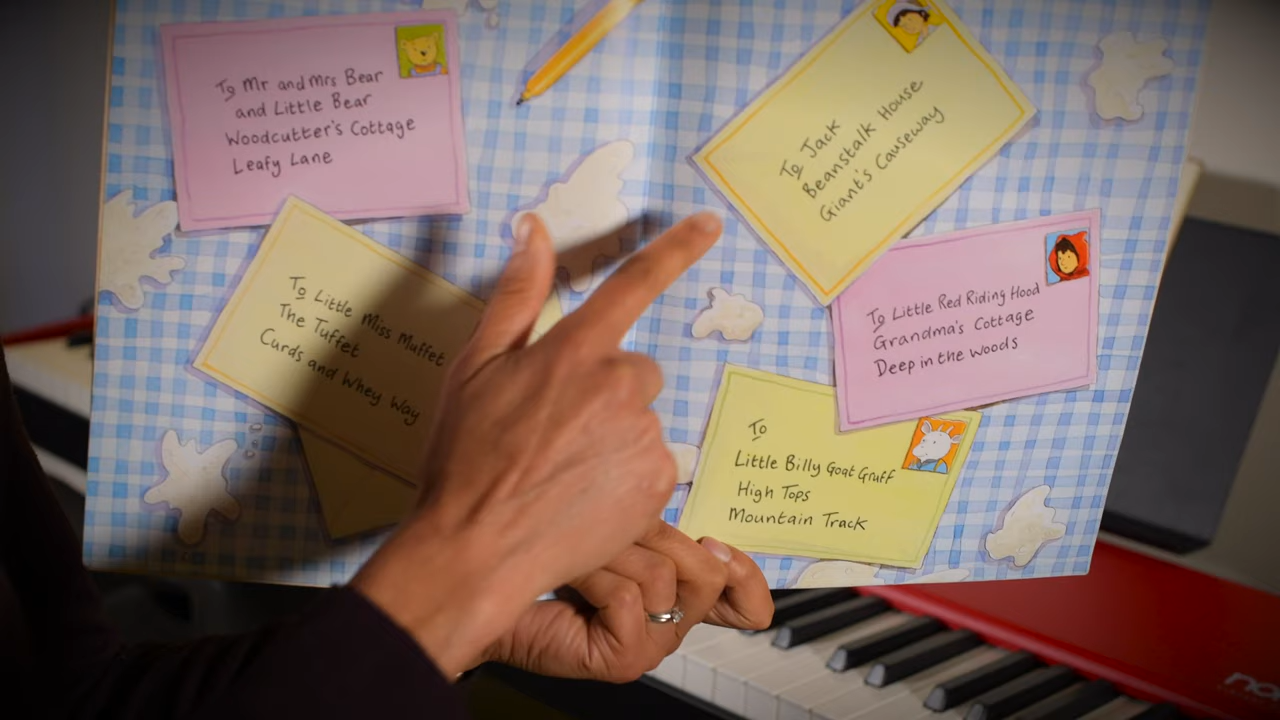 To Mr and Mrs Bear
and Little Bear
Woodcutter's Cottage
Leafy Lane
To Little Miss Muffet
The Tuffet
Curds and Whey Way
To Jack
Beanstalk House
Giant's Causeway
To Little Red Riding Hood
Grandma's Cottage
Deep in the woods
To
Little Billy Goat Gruff
High Tops
Mountain Track